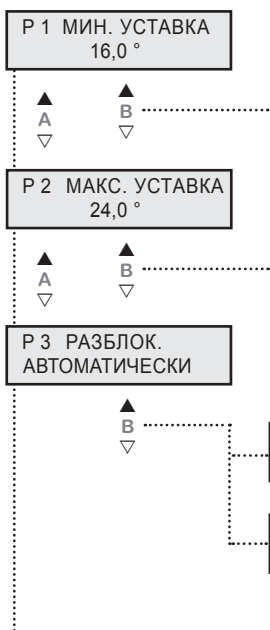 P 1 МИН. УСТАВКА
16,0 °
A B
P 2 МАКС. УСТАВКА
24,0 °
A B
P 3 РАЗБЛОК.
АВТОМАТИЧЕСКИ
B